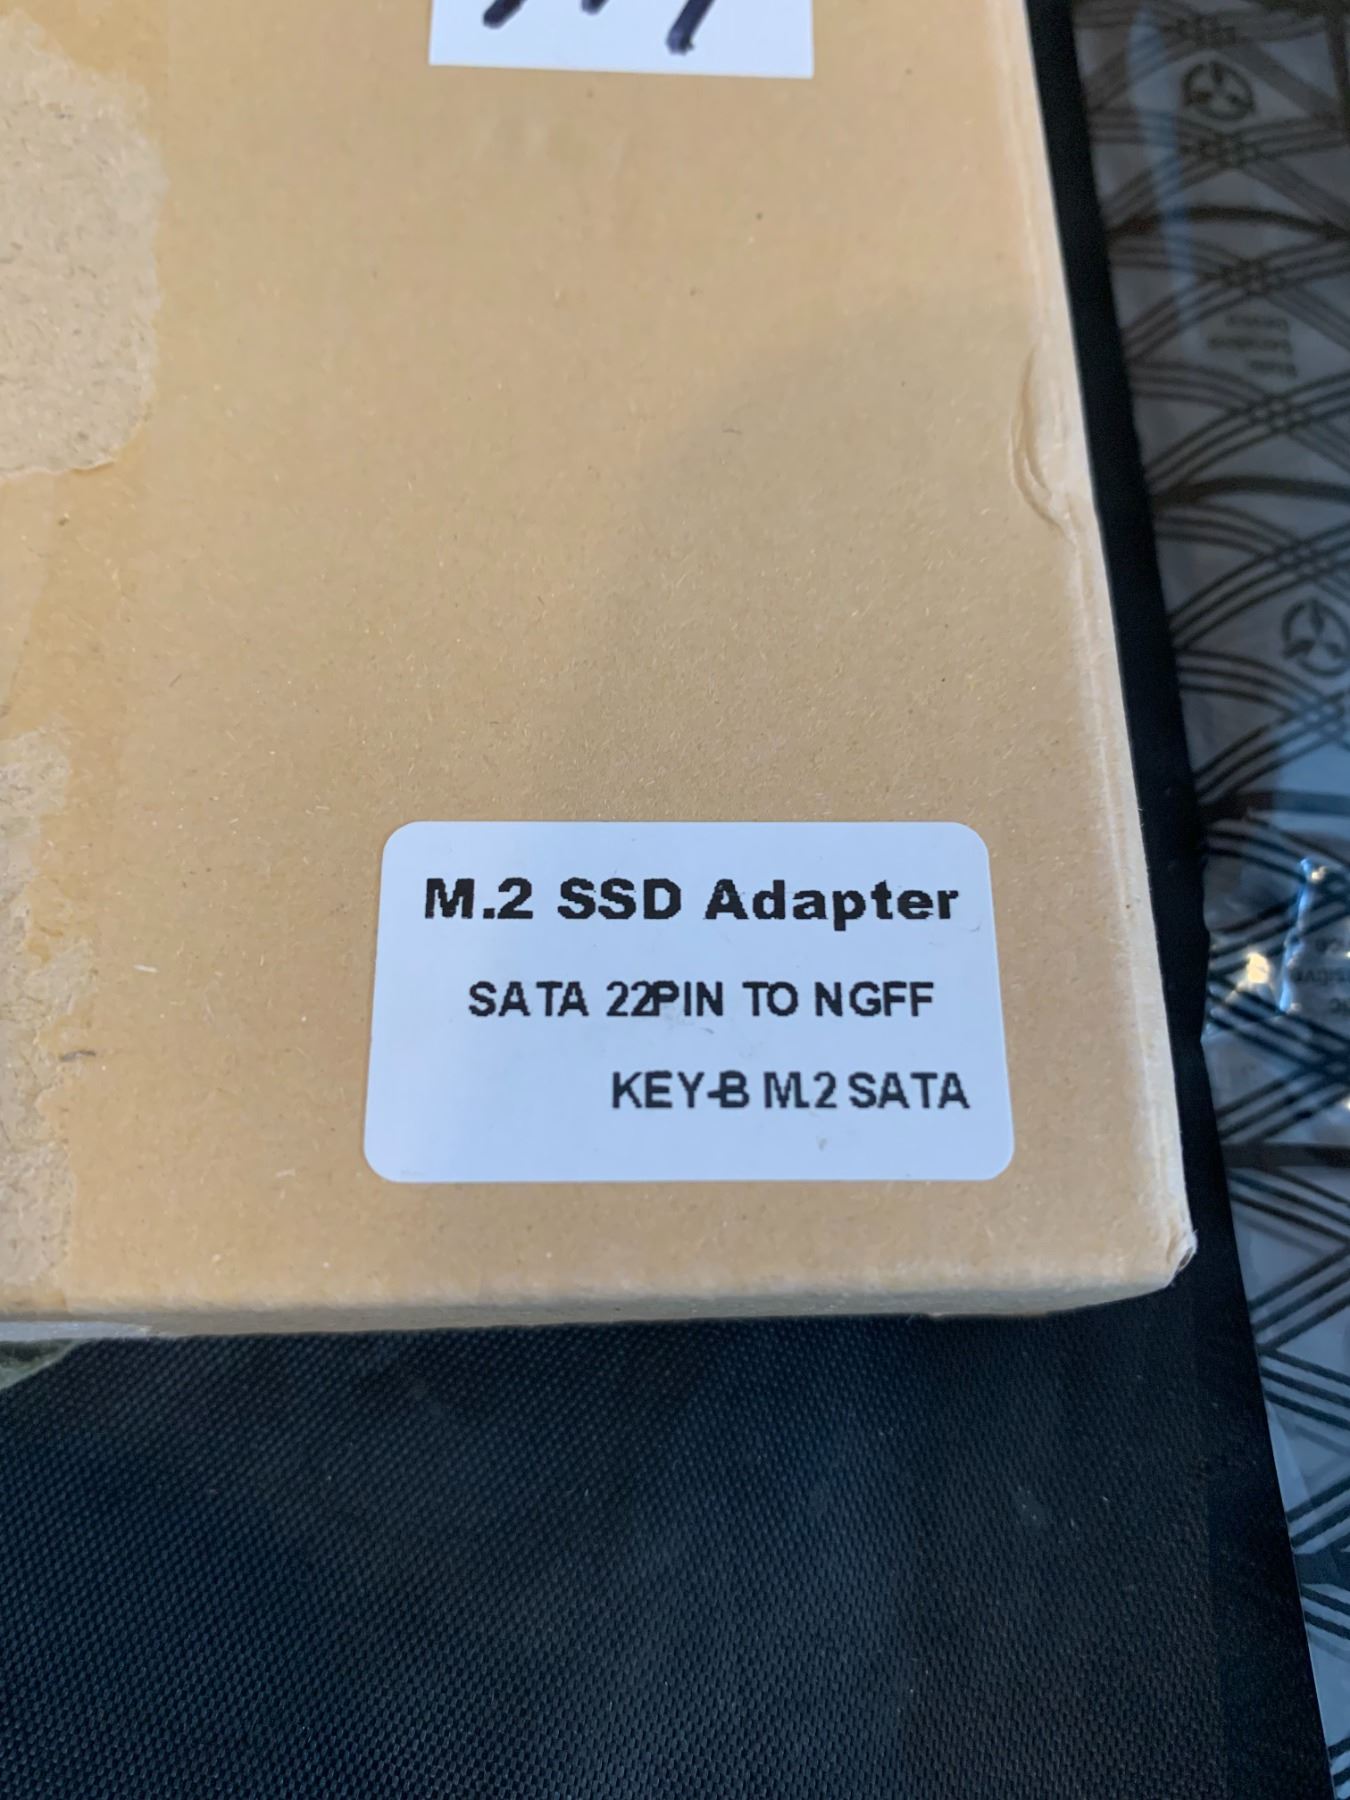 M.2 SSD Adapter
SATA 22PIN TO NGFF
KEY-B M.2 SATA